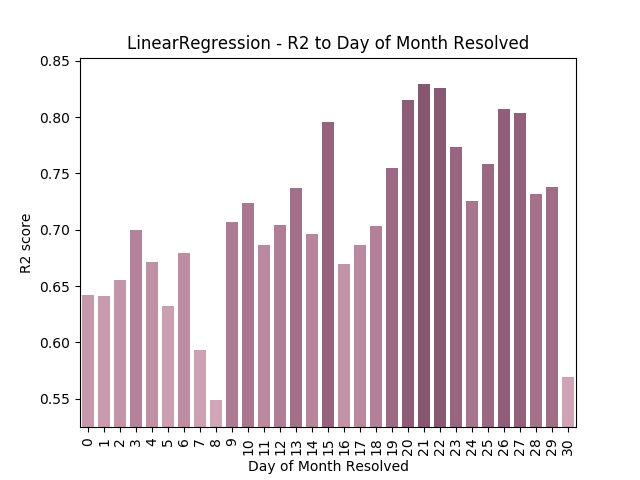 LinearRegression - R2 to Day of Month Resolved
0.85
0.80
0.75
0.70
0.65
0.60
0.55
R2 score
0 1 2 3 4 5 6 7 8 9 10 11 12 13 14 15 16 17 18 19 20 21 22 23 24 25 26 27 28 29 30
Day of Month Resolved